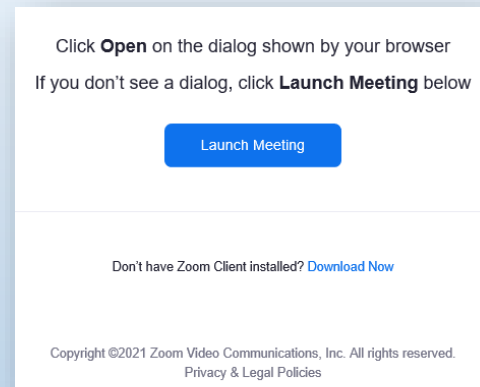 Click Open on the dialog shown by your browser
If you don’t see a dialog, click Launch Meeting below
Launch Meeting
Don’t have Zoom Client installed? Download Now
Copyright ©2021 Zoom Video Communications, Inc. All rights reserved.
Privacy & Legal Policies